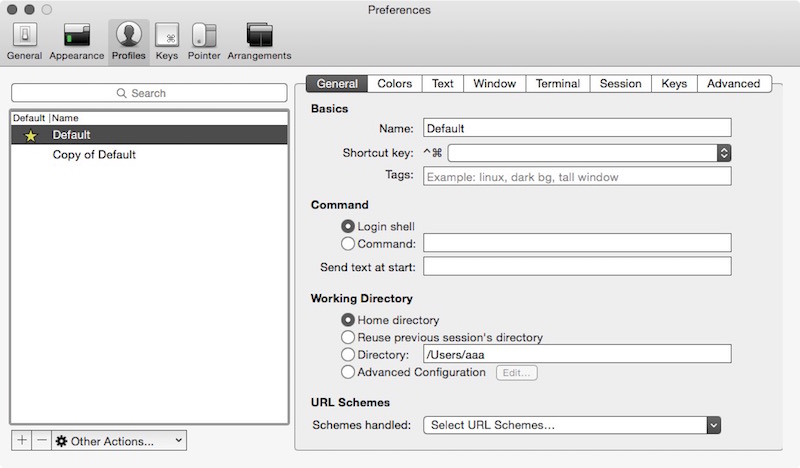 Preferences
General Appearance Profiles Keys Pointer Arrangements
Search
Default Name
Default
Copy of Default
+ − Other Actions...
General Colors Text Window Terminal Session Keys Advanced
Basics
Name: Default
Shortcut key: ^⌘
Tags: Example: linux, dark bg, tall window
Command
Login shell
Command:
Send text at start:
Working Directory
Home directory
Reuse previous session's directory
Directory: /Users/aaa
Advanced Configuration Edit...
URL Schemes
Schemes handled: Select URL Schemes...